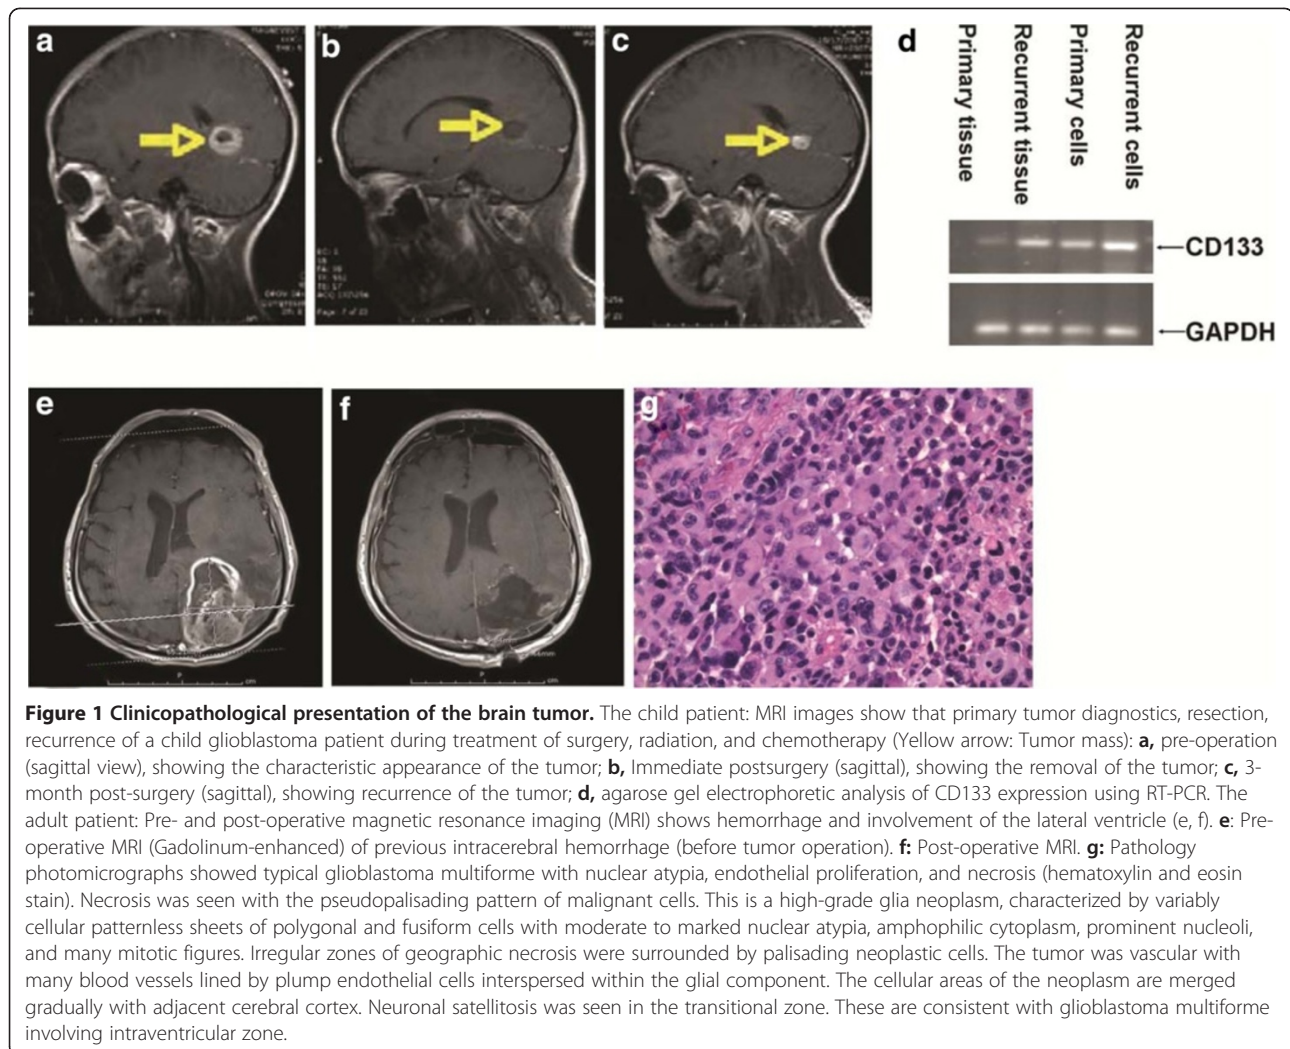 a
b
c
d
Primary tissue
Recurrent tissue
Primary cells
Recurrent cells
CD133
GAPDH
e
f
g
Figure 1 Clinicopathological presentation of the brain tumor. The child patient: MRI images show that primary tumor diagnostics, resection,
recurrence of a child glioblastoma patient during treatment of surgery, radiation, and chemotherapy (Yellow arrow: Tumor mass): a, pre-operation
(sagittal view), showing the characteristic appearance of the tumor; b, Immediate postsurgery (sagittal), showing the removal of the tumor; c, 3-
month post-surgery (sagittal), showing recurrence of the tumor; d, agarose gel electrophoretic analysis of CD133 expression using RT-PCR. The
adult patient: Pre- and post-operative magnetic resonance imaging (MRI) shows hemorrhage and involvement of the lateral ventricle (e, f). e: Pre-
operative MRI (Gadolinum-enhanced) of previous intracerebral hemorrhage (before tumor operation). f: Post-operative MRI. g: Pathology
photomicrographs showed typical glioblastoma multiforme with nuclear atypia, endothelial proliferation, and necrosis (hematoxylin and eosin
stain). Necrosis was seen with the pseudopalisading pattern of malignant cells. This is a high-grade glia neoplasm, characterized by variably
cellular patternless sheets of polygonal and fusiform cells with moderate to marked nuclear atypia, amphophilic cytoplasm, prominent nucleoli,
and many mitotic figures. Irregular zones of geographic necrosis were surrounded by palisading neoplastic cells. The tumor was vascular with
many blood vessels lined by plump endothelial cells interspersed within the glial component. The cellular areas of the neoplasm are merged
gradually with adjacent cerebral cortex. Neuronal satellitosis was seen in the transitional zone. These are consistent with glioblastoma multiforme
involving intraventricular zone.